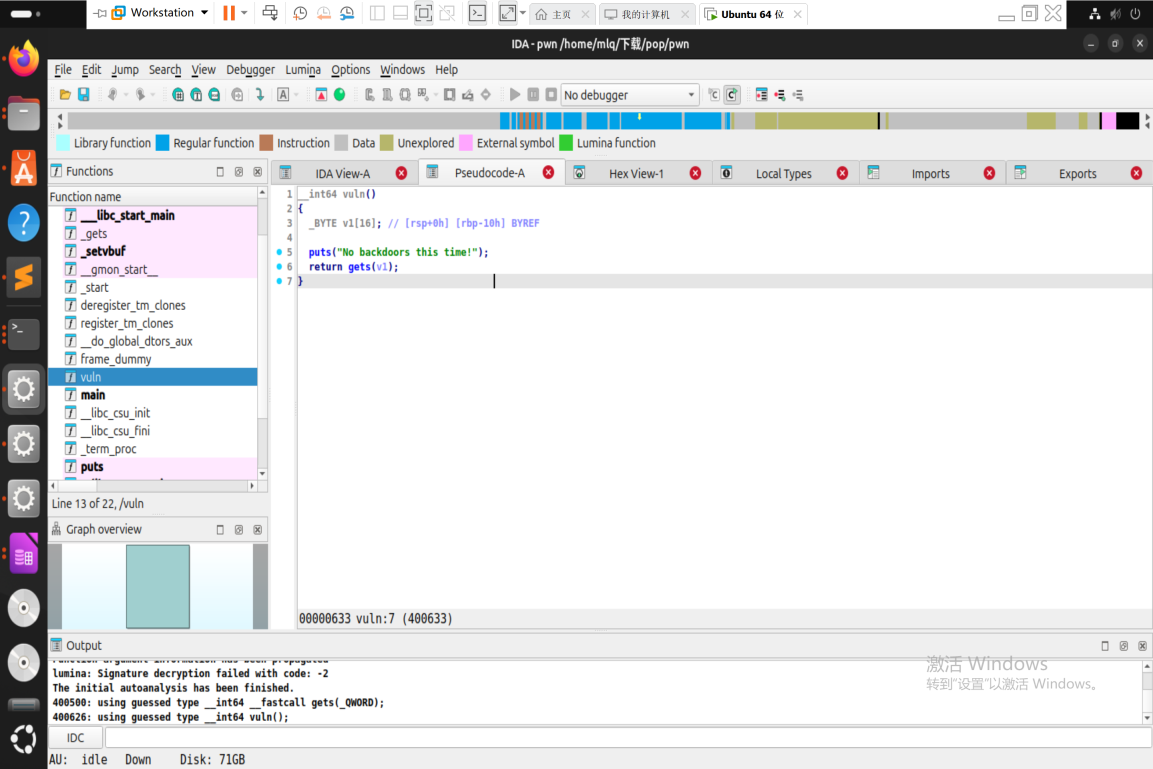 Workstation
主页
我的计算机
Ubuntu 64 位
IDA - pwn /home/mlq/下载/pop/pwn
File Edit Jump Search View Debugger Lumina Options Windows Help
No debugger
Library function Regular function Instruction Data Unexplored External symbol Lumina function
Functions
IDA View-A Pseudocode-A Hex View-1 Local Types Imports Exports
Function name
___libc_start_main
_gets
_setvbuf
__gmon_start__
_start
deregister_tm_clones
register_tm_clones
__do_global_dtors_aux
frame_dummy
vuln
main
__libc_csu_init
__libc_csu_fini
_term_proc
puts
Line 13 of 22, /vuln
Graph overview
1 __int64 vuln()
2 {
3 _BYTE v1[16]; // [rsp+0h] [rbp-10h] BYREF
4
5 puts("No backdoors this time!");
6 return gets(v1);
7 }
00000633 vuln:7 (400633)
Output
Function argument information has been propagated
lumina: Signature decryption failed with code: -2
The initial autoanalysis has been finished.
400500: using guessed type __int64 __fastcall gets(_QWORD);
400626: using guessed type __int64 vuln();
激活 Windows
转到"设置"以激活 Windows。
IDC
AU: idle Down Disk: 71GB